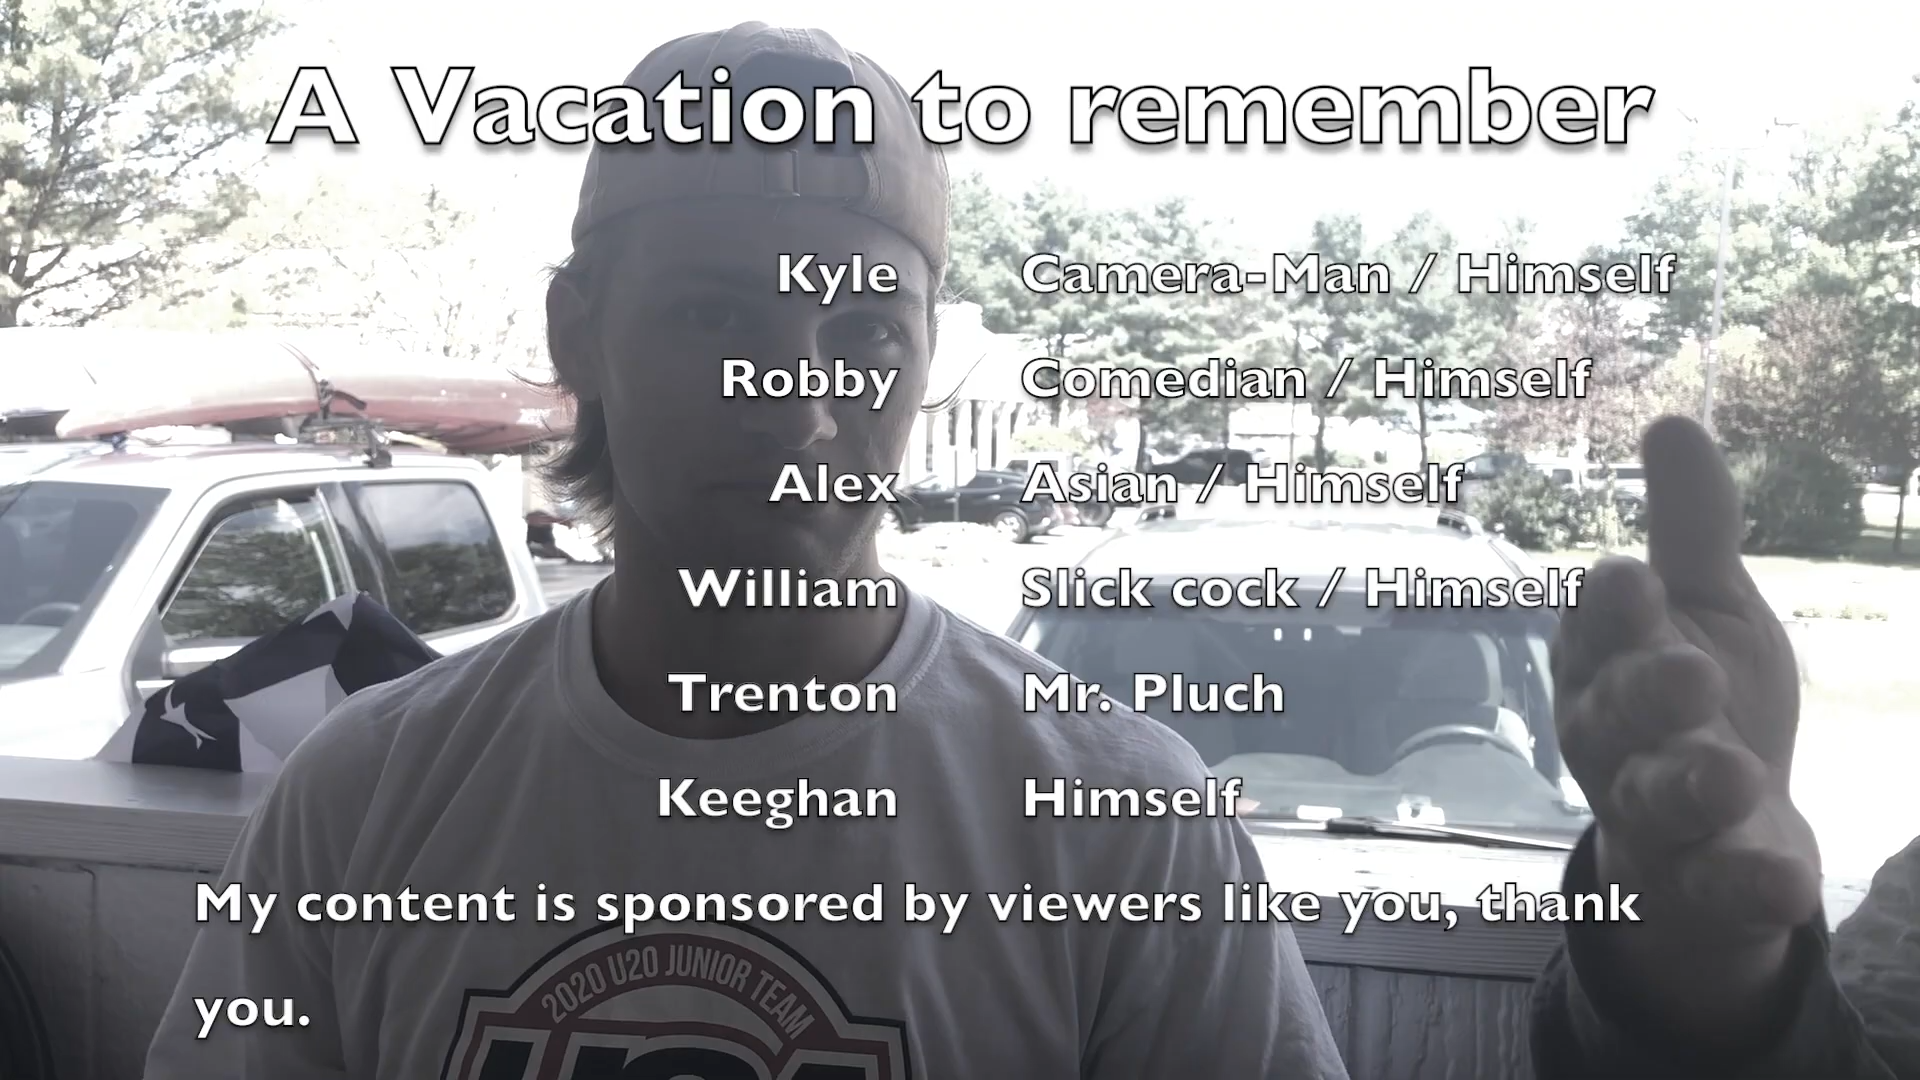 A Vacation to remember
Kyle Camera-Man / Himself
Robby Comedian / Himself
Alex Asian / Himself
William Slick cock / Himself
Trenton Mr. Pluch
Keeghan Himself
My content is sponsored by viewers like you, thank
you.
2020 U20 JUNIOR TEAM
USA